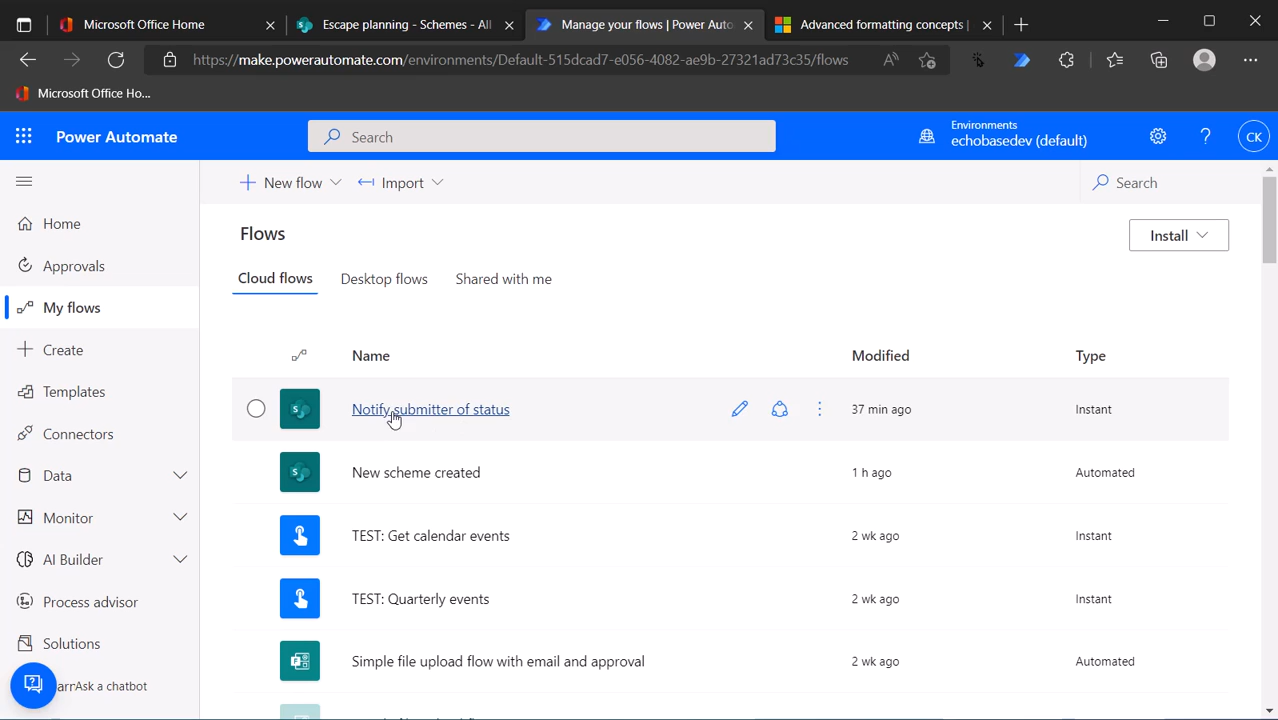 Microsoft Office Home
Escape planning - Schemes - All
Manage your flows | Power Auto
Advanced formatting concepts |
https://make.powerautomate.com/environments/Default-515dcad7-e056-4082-ae9b-27321ad73c35/flows
Microsoft Office Ho...
Power Automate
Search
Environments
echobasedev (default)
CK
New flow
Import
Search
Home
Approvals
My flows
Create
Templates
Connectors
Data
Monitor
AI Builder
Process advisor
Solutions
Ask a chatbot
Flows
Install
Cloud flows
Desktop flows
Shared with me
Name
Modified
Type
Notify submitter of status
37 min ago
Instant
New scheme created
1 h ago
Automated
TEST: Get calendar events
2 wk ago
Instant
TEST: Quarterly events
2 wk ago
Instant
Simple file upload flow with email and approval
2 wk ago
Automated